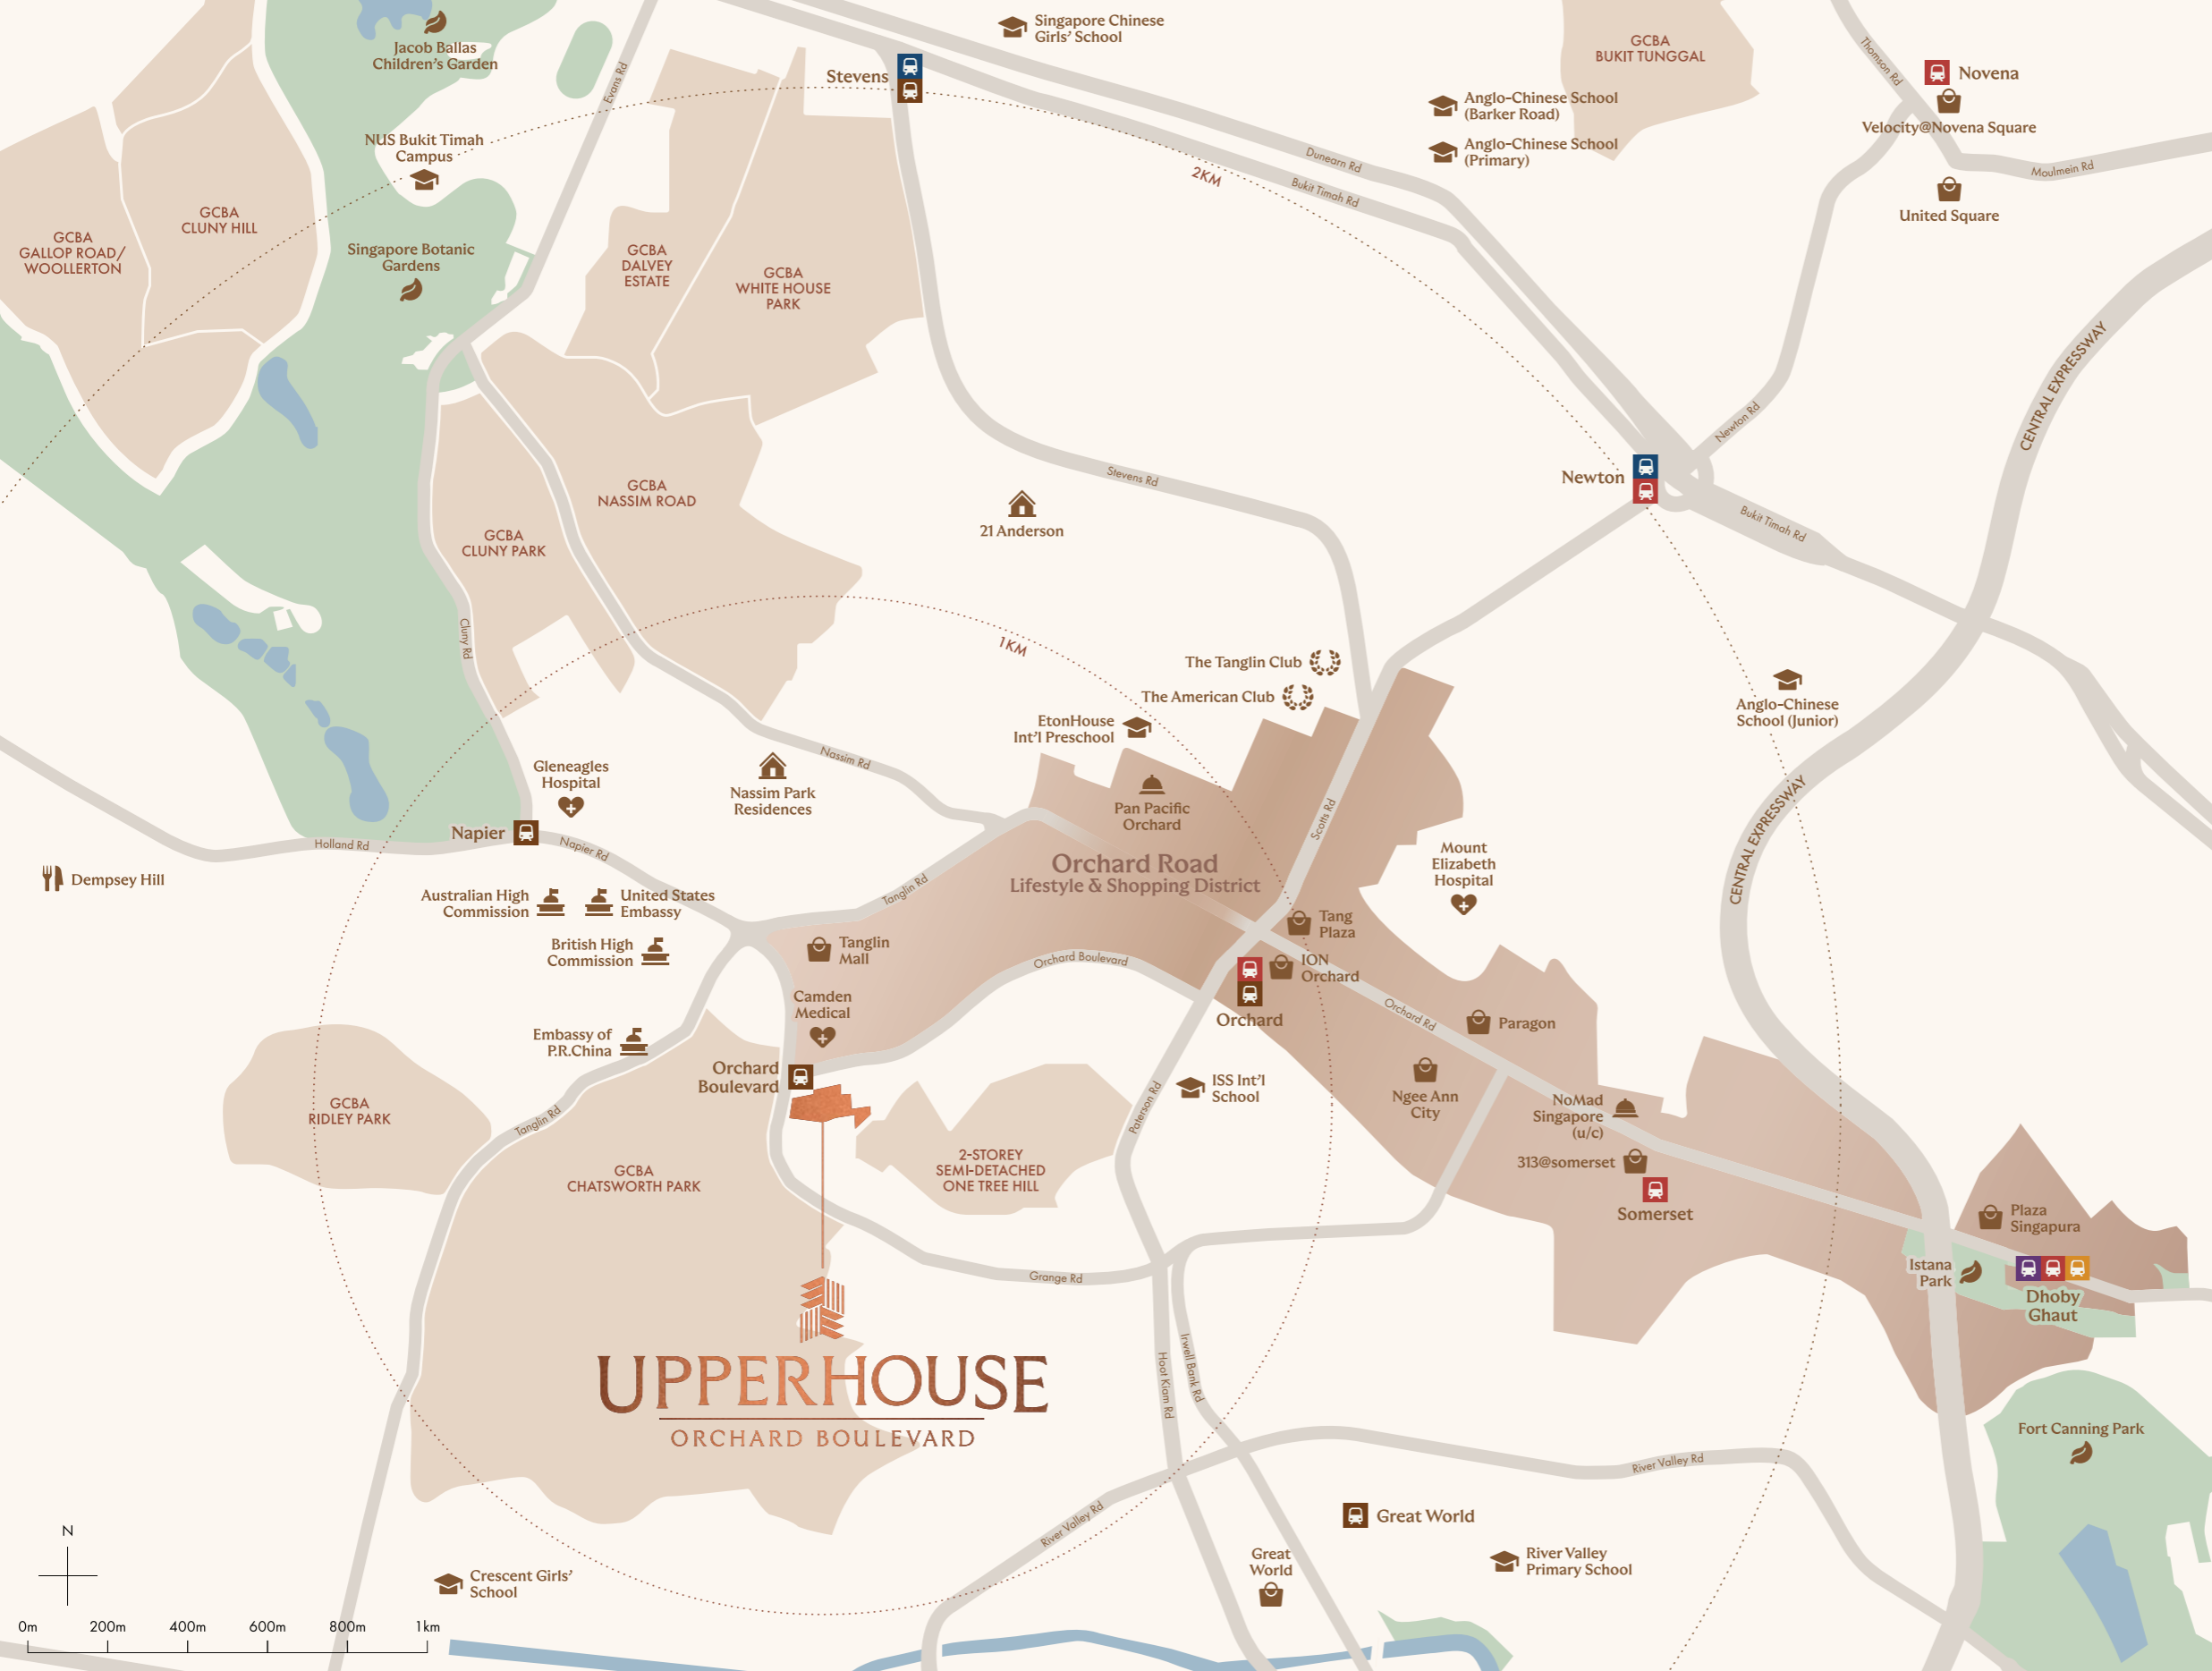 Jacob Ballas
Children's Garden
Evans Rd
Stevens
Singapore Chinese
Girls' School
GCBA
BUKIT TUNGGAL
Thomson Rd
Novena
Velocity@Novena Square
Moulmein Rd
United Square
Anglo-Chinese School
(Barker Road)
Anglo-Chinese School
(Primary)
Dunearn Rd
Bukit Timah Rd
2KM
NUS Bukit Timah
Campus
GCBA
CLUNY HILL
GCBA
GALLOP ROAD/
WOOLLERTON
Singapore Botanic
Gardens
GCBA
DALVEY
ESTATE
GCBA
WHITE HOUSE
PARK
CENTRAL EXPRESSWAY
Newton Rd
Newton
Bukit Timah Rd
Stevens Rd
GCBA
NASSIM ROAD
GCBA
CLUNY PARK
21 Anderson
Cluny Rd
1KM
The Tanglin Club
The American Club
EtonHouse
Int'l Preschool
Anglo-Chinese
School (Junior)
CENTRAL EXPRESSWAY
Gleneagles
Hospital
Nassim Park
Residences
Nassim Rd
Pan Pacific
Orchard
Scotts Rd
Napier
Napier Rd
Holland Rd
Dempsey Hill
Orchard Road
Lifestyle & Shopping District
Mount
Elizabeth
Hospital
Australian High
Commission
United States
Embassy
British High
Commission
Tanglin Rd
Tanglin
Mall
Orchard Boulevard
Tang
Plaza
ION
Orchard
Orchard
Orchard Rd
Paragon
Camden
Medical
Embassy of
P.R.China
Orchard
Boulevard
GCBA
RIDLEY PARK
Tanglin Rd
GCBA
CHATSWORTH PARK
2-STOREY
SEMI-DETACHED
ONE TREE HILL
Paterson Rd
ISS Int'l
School
Ngee Ann
City
NoMad
Singapore
(u/c)
313@somerset
Somerset
Plaza
Singapura
Istana
Park
Dhoby
Ghaut
Grange Rd
Hoot Kiam Rd
Irwell Bank Rd
UPPERHOUSE
ORCHARD BOULEVARD
Fort Canning Park
River Valley Rd
River Valley Rd
Great World
Great
World
River Valley
Primary School
Crescent Girls'
School
N
0m 200m 400m 600m 800m 1km